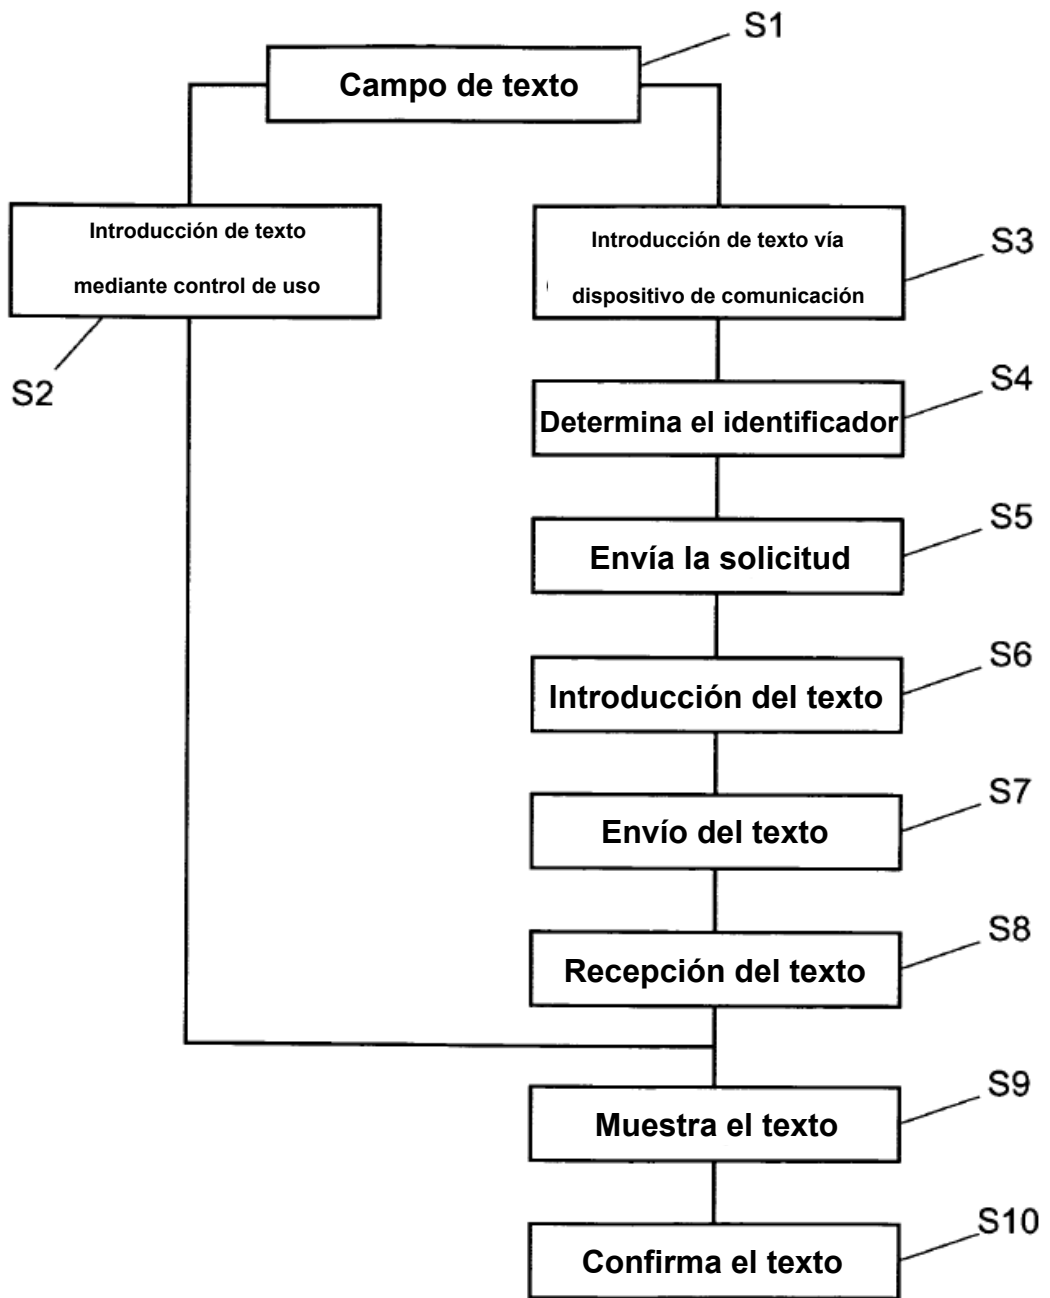 S1
Campo de texto
Introducción de texto
mediante control de uso
S2
Introducción de texto vía
dispositivo de comunicación
S3
S4
Determina el identificador
S5
Envía la solicitud
S6
Introducción del texto
S7
Envío del texto
S8
Recepción del texto
S9
Muestra el texto
S10
Confirma el texto